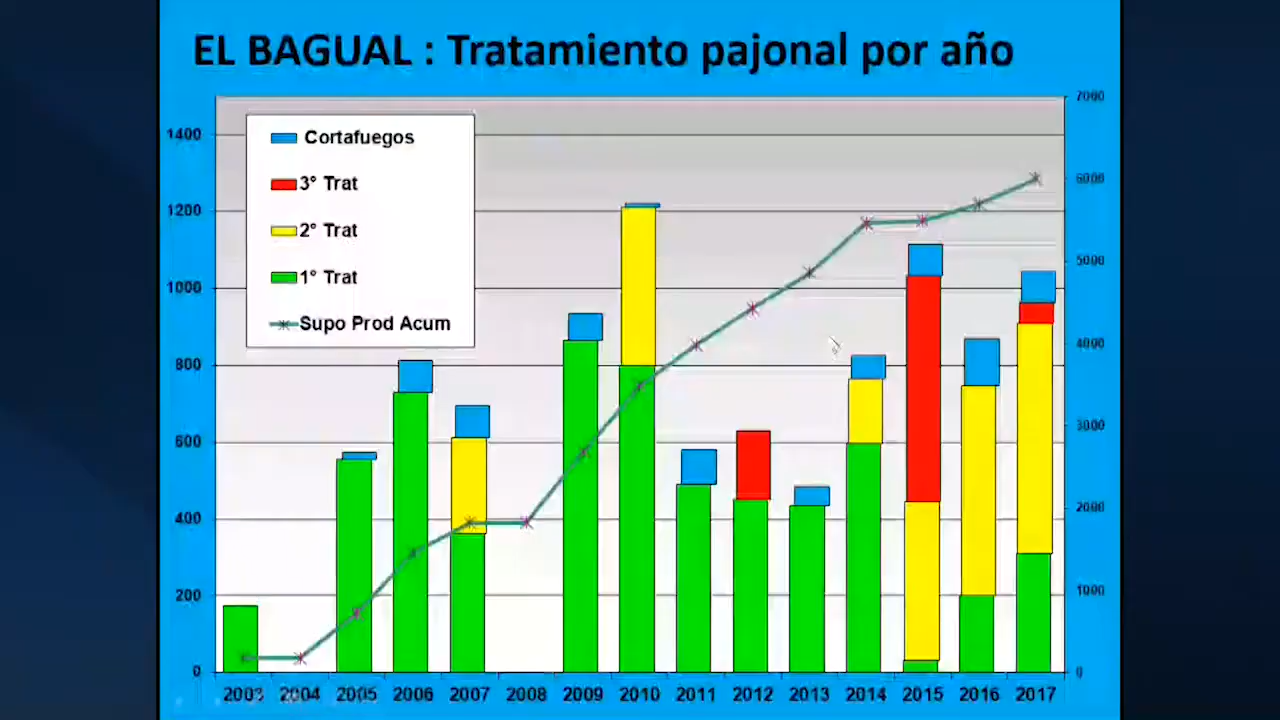 EL BAGUAL : Tratamiento pajonal por año
Cortafuegos
3° Trat
2° Trat
1° Trat
Supo Prod Acum
1400
1200
1000
800
600
400
200
0
7000
6000
5000
4000
3000
2000
1000
0
2003 2004 2005 2006 2007 2008 2009 2010 2011 2012 2013 2014 2015 2016 2017